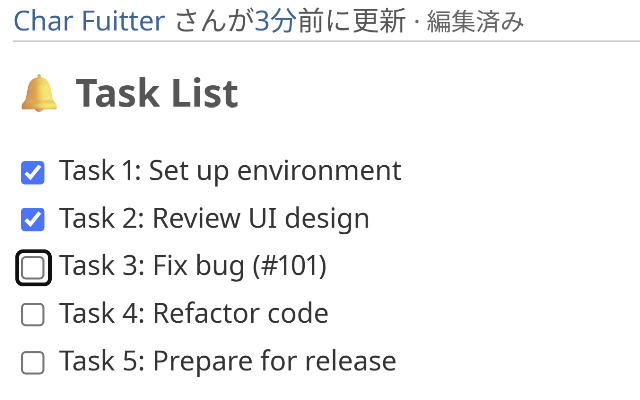 Char Fuitter さんが3分前に更新 · 編集済み
🔔 Task List
Task 1: Set up environment
Task 2: Review UI design
Task 3: Fix bug (#101)
Task 4: Refactor code
Task 5: Prepare for release